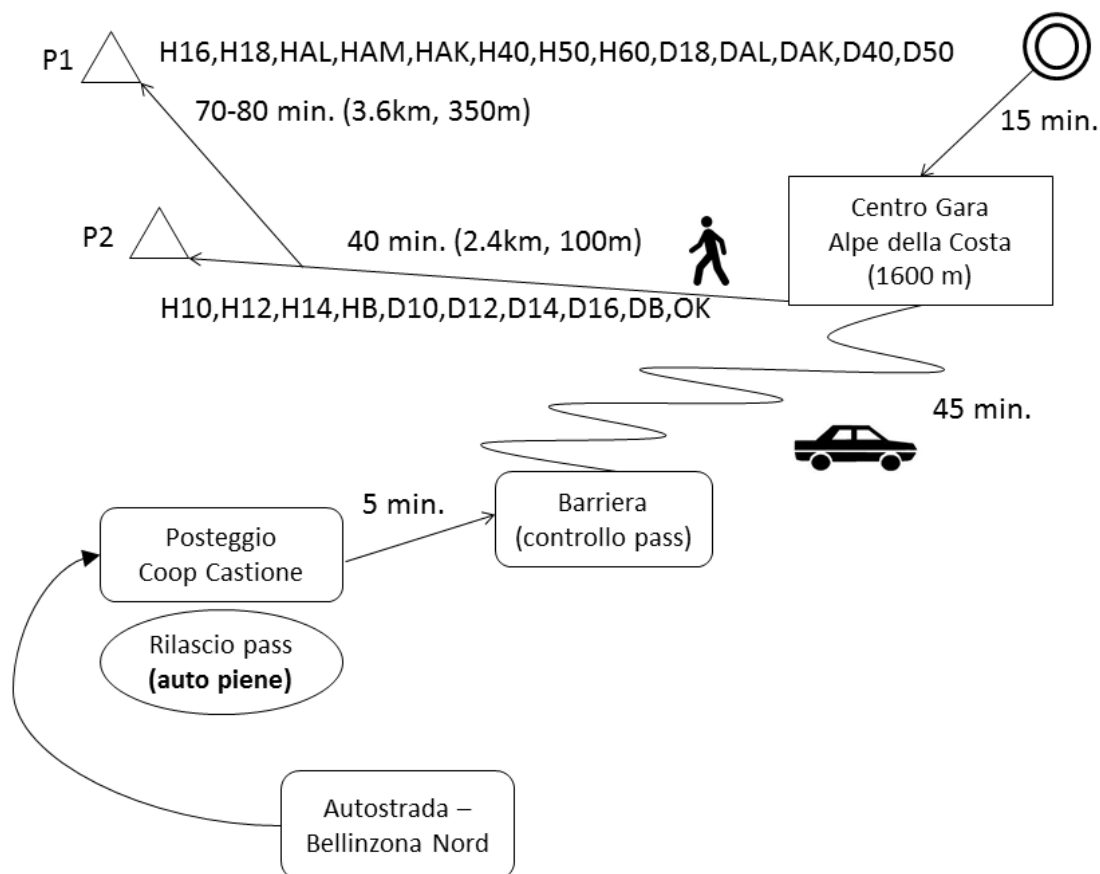 P1
H16,H18,HAL,HAM,HAK,H40,H50,H60,D18,DAL,DAK,D40,D50
70-80 min. (3.6km, 350m)
15 min.
Centro Gara
Alpe della Costa
(1600 m)
P2
40 min. (2.4km, 100m)
H10,H12,H14,HB,D10,D12,D14,D16,DB,OK
45 min.
5 min.
Barriera
(controllo pass)
Posteggio
Coop Castione
Rilascio pass
(auto piene)
Autostrada –
Bellinzona Nord